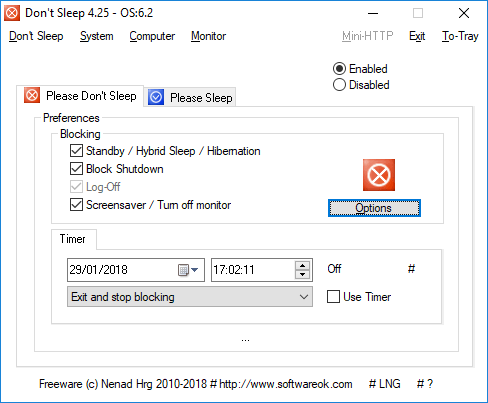 Don't Sleep 4.25 - OS:6.2
Don't Sleep System Computer Monitor Mini-HTTP Exit To-Tray
Enabled
Disabled
Please Don't Sleep Please Sleep
Preferences
Blocking
Standby / Hybrid Sleep / Hibernation
Block Shutdown
Log-Off
Screensaver / Turn off monitor
Options
Timer
29/01/2018 17:02:11 Off #
Exit and stop blocking Use Timer
...
Freeware (c) Nenad Hrg 2010-2018 # http://www.softwareok.com # LNG # ?